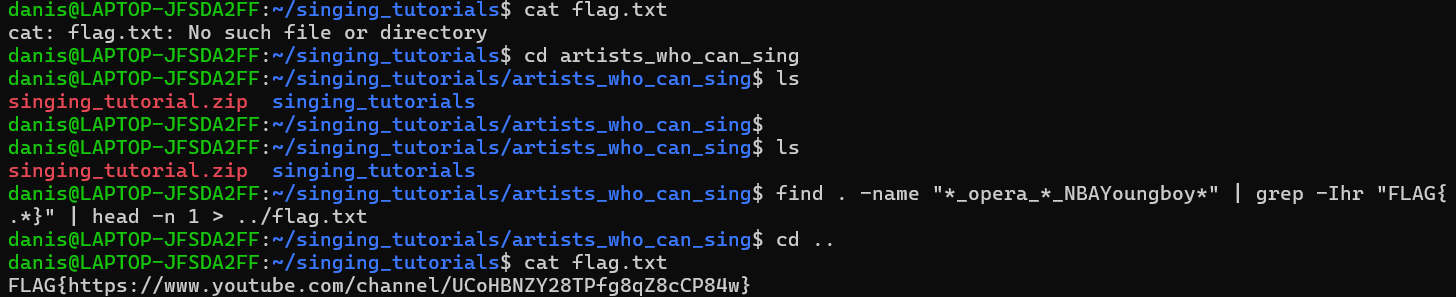 danis@LAPTOP-JFSDA2FF:~/singing_tutorials$ cat flag.txt
cat: flag.txt: No such file or directory
danis@LAPTOP-JFSDA2FF:~/singing_tutorials$ cd artists_who_can_sing
danis@LAPTOP-JFSDA2FF:~/singing_tutorials/artists_who_can_sing$ ls
singing_tutorial.zip  singing_tutorials
danis@LAPTOP-JFSDA2FF:~/singing_tutorials/artists_who_can_sing$
danis@LAPTOP-JFSDA2FF:~/singing_tutorials/artists_who_can_sing$ ls
singing_tutorial.zip  singing_tutorials
danis@LAPTOP-JFSDA2FF:~/singing_tutorials/artists_who_can_sing$ find . -name "*_opera_*_NBAYoungboy*" | grep -Ihr "FLAG{
.*}" | head -n 1 > ../flag.txt
danis@LAPTOP-JFSDA2FF:~/singing_tutorials/artists_who_can_sing$ cd ..
danis@LAPTOP-JFSDA2FF:~/singing_tutorials$ cat flag.txt
FLAG{https://www.youtube.com/channel/UCoHBNZY28TPfg8qZ8cCP84w}